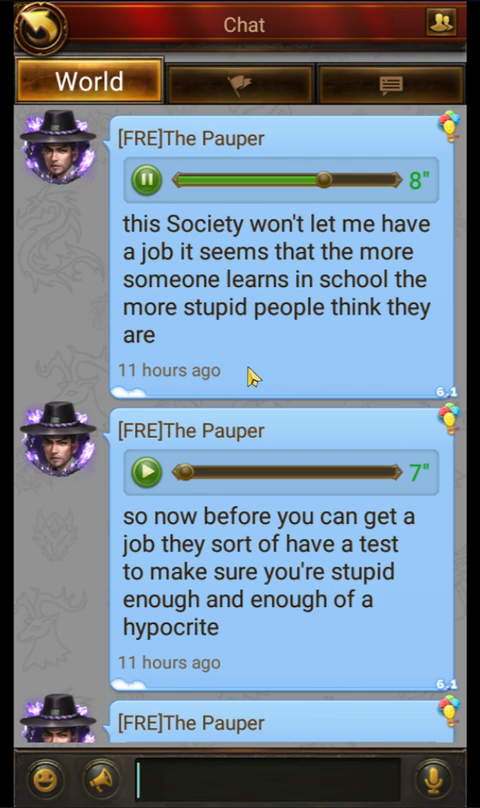 Chat
World
[FRE]The Pauper
8"
this Society won't let me have
a job it seems that the more
someone learns in school the
more stupid people think they
are
11 hours ago
6.1
[FRE]The Pauper
7"
so now before you can get a
job they sort of have a test
to make sure you're stupid
enough and enough of a
hypocrite
11 hours ago
6.1
[FRE]The Pauper